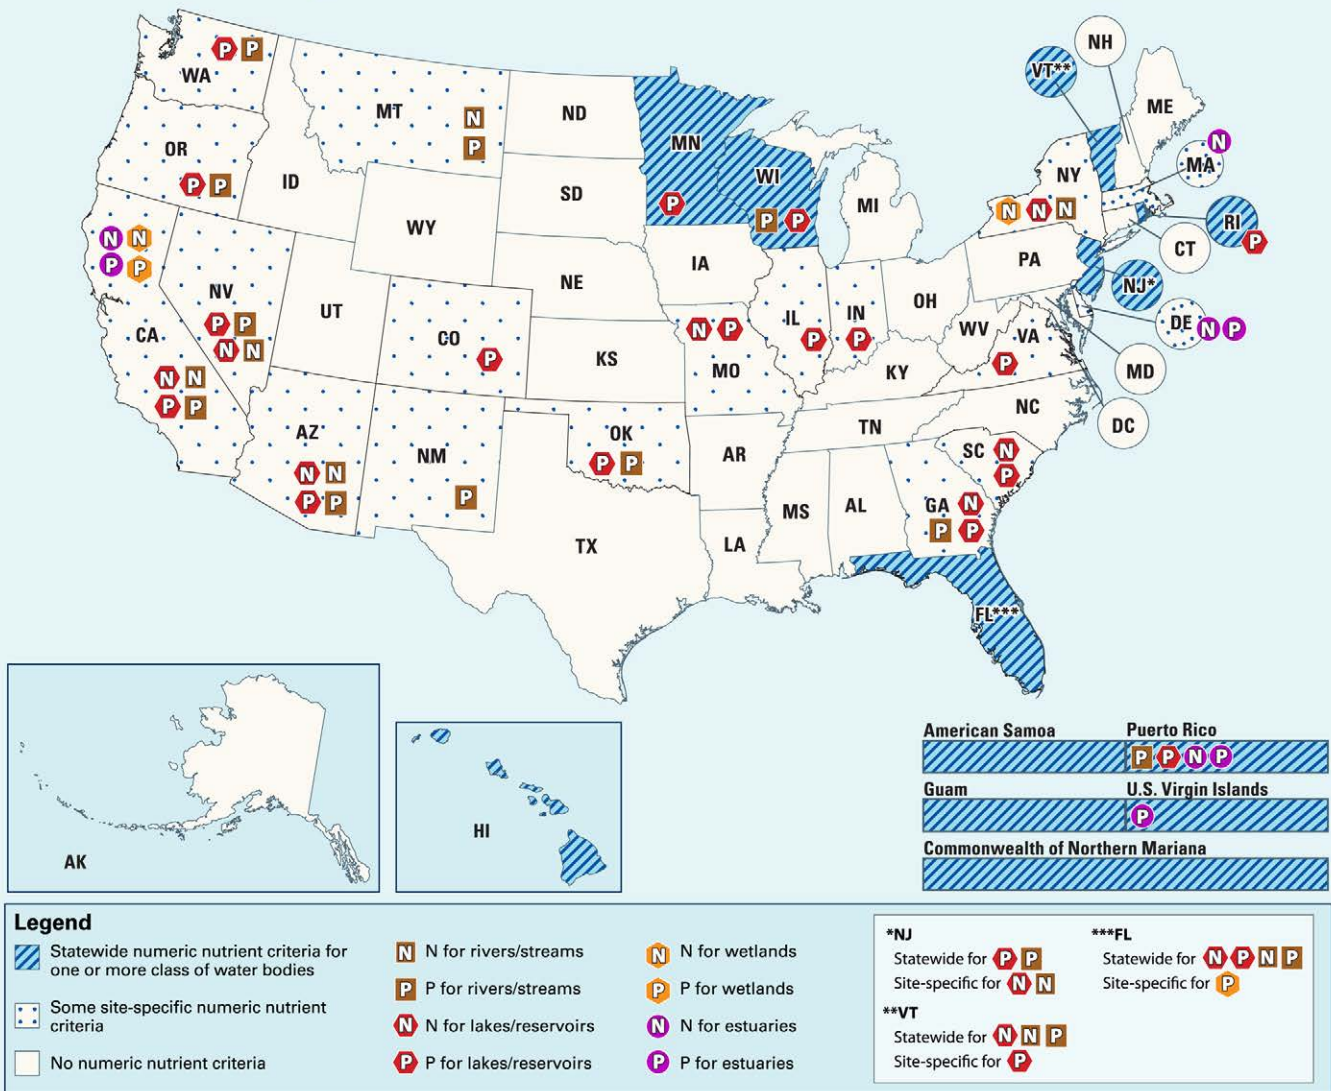 NH
VT**
P P
WA
MT
ND
MN
ME
N
MA
N
P
OR
P P
ID
SD
P
WI
P P
MI
NY
N N N
RI
P
CT
WY
N N
P P
IA
PA
NJ*
NV
P P
N N
UT
NE
IL
P
IN
P
OH
WV
VA
P
DE
N P
CA
N N
P P
CO
P
KS
N P
MO
KY
MD
DC
AZ
N N
P P
NM
P
OK
P P
AR
TN
NC
SC
N
P
GA
N
P P
MS
AL
TX
LA
FL***
AK
HI
American Samoa
Puerto Rico
P P N P
Guam
U.S. Virgin Islands
P
Commonwealth of Northern Mariana
Legend
Statewide numeric nutrient criteria for
one or more class of water bodies
Some site-specific numeric nutrient
criteria
No numeric nutrient criteria
N N for rivers/streams
P P for rivers/streams
N N for lakes/reservoirs
P P for lakes/reservoirs
N N for wetlands
P P for wetlands
N N for estuaries
P P for estuaries
*NJ
Statewide for P P
Site-specific for N N
**VT
Statewide for N N P
Site-specific for P
***FL
Statewide for N P N P
Site-specific for P